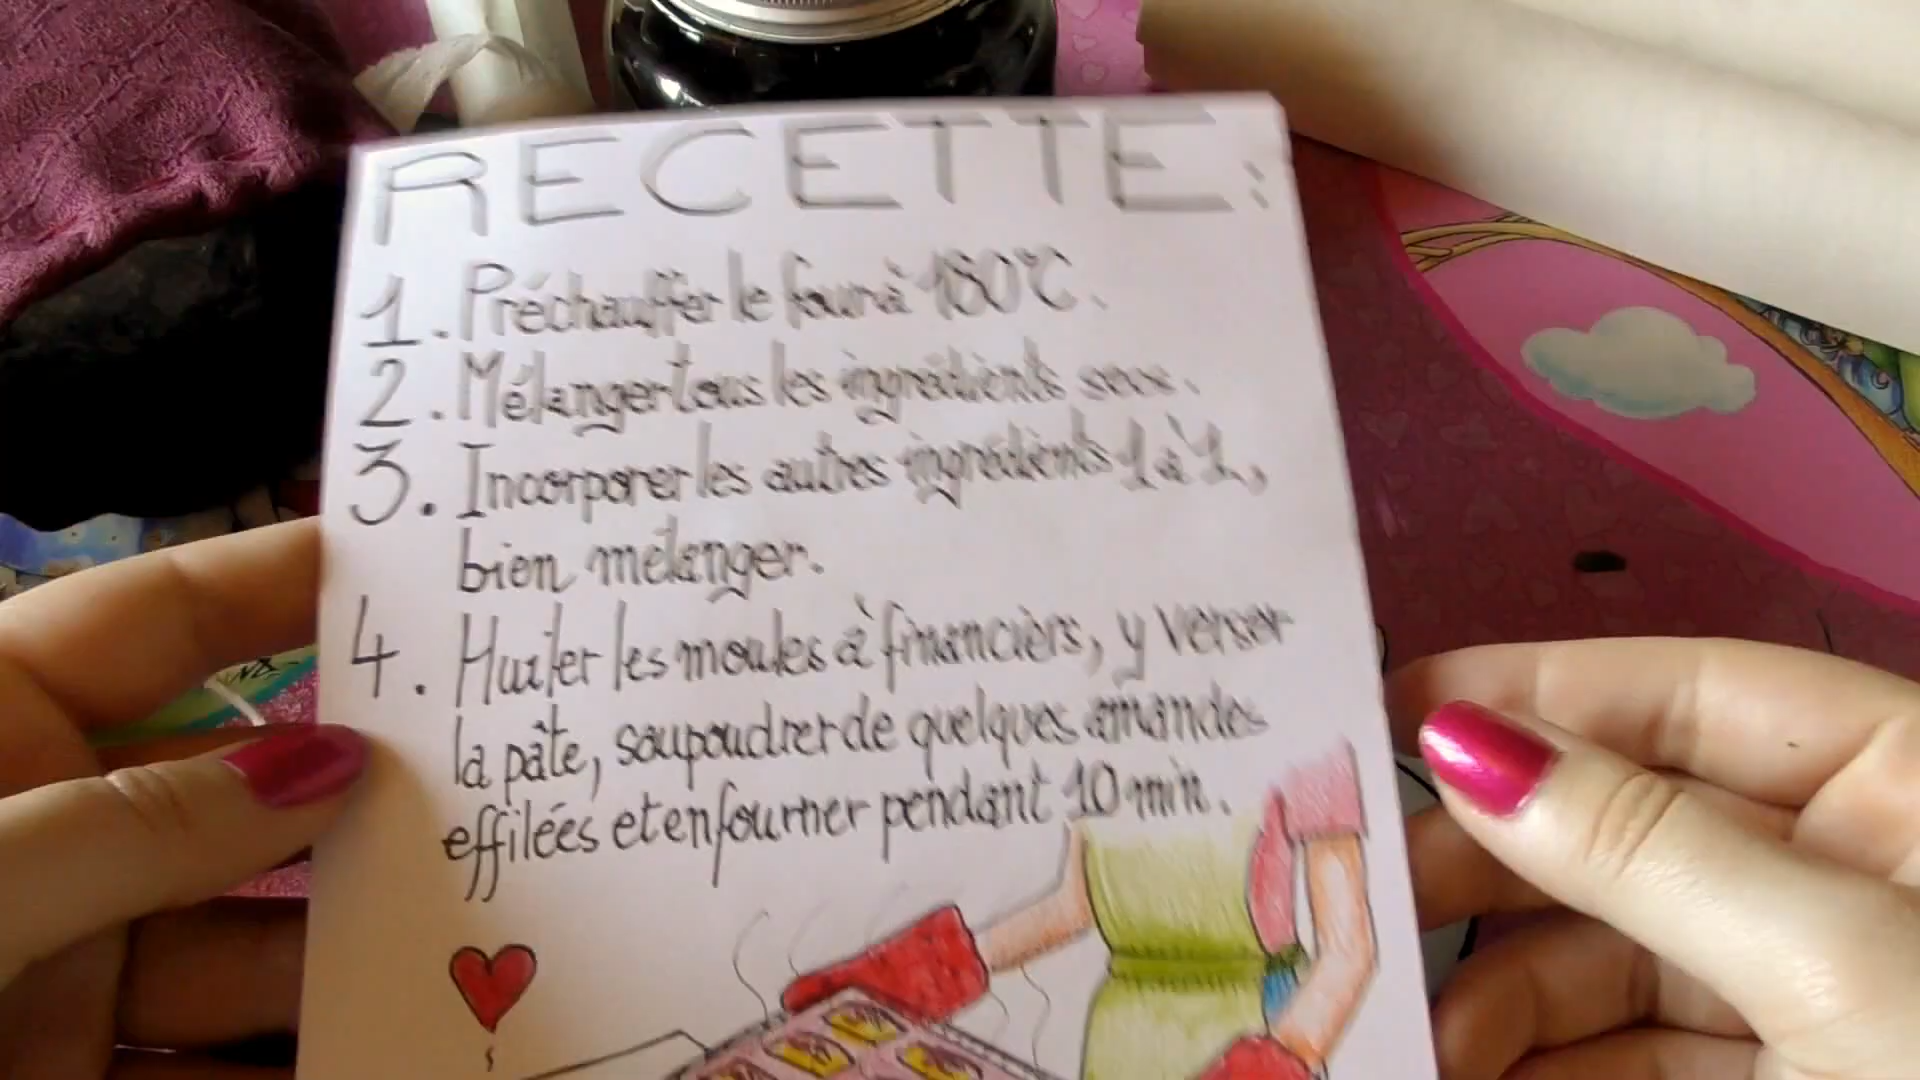 RECETTE:
1. Préchauffer le four à 180°C.
2. Mélanger tous les ingrédients secs.
3. Incorporer les autres ingrédients 1 à 1,
bien mélanger.
4. Huiler les moules à financiers, y verser
la pâte, saupoudrer de quelques amandes
effilées et enfourner pendant 10 min.